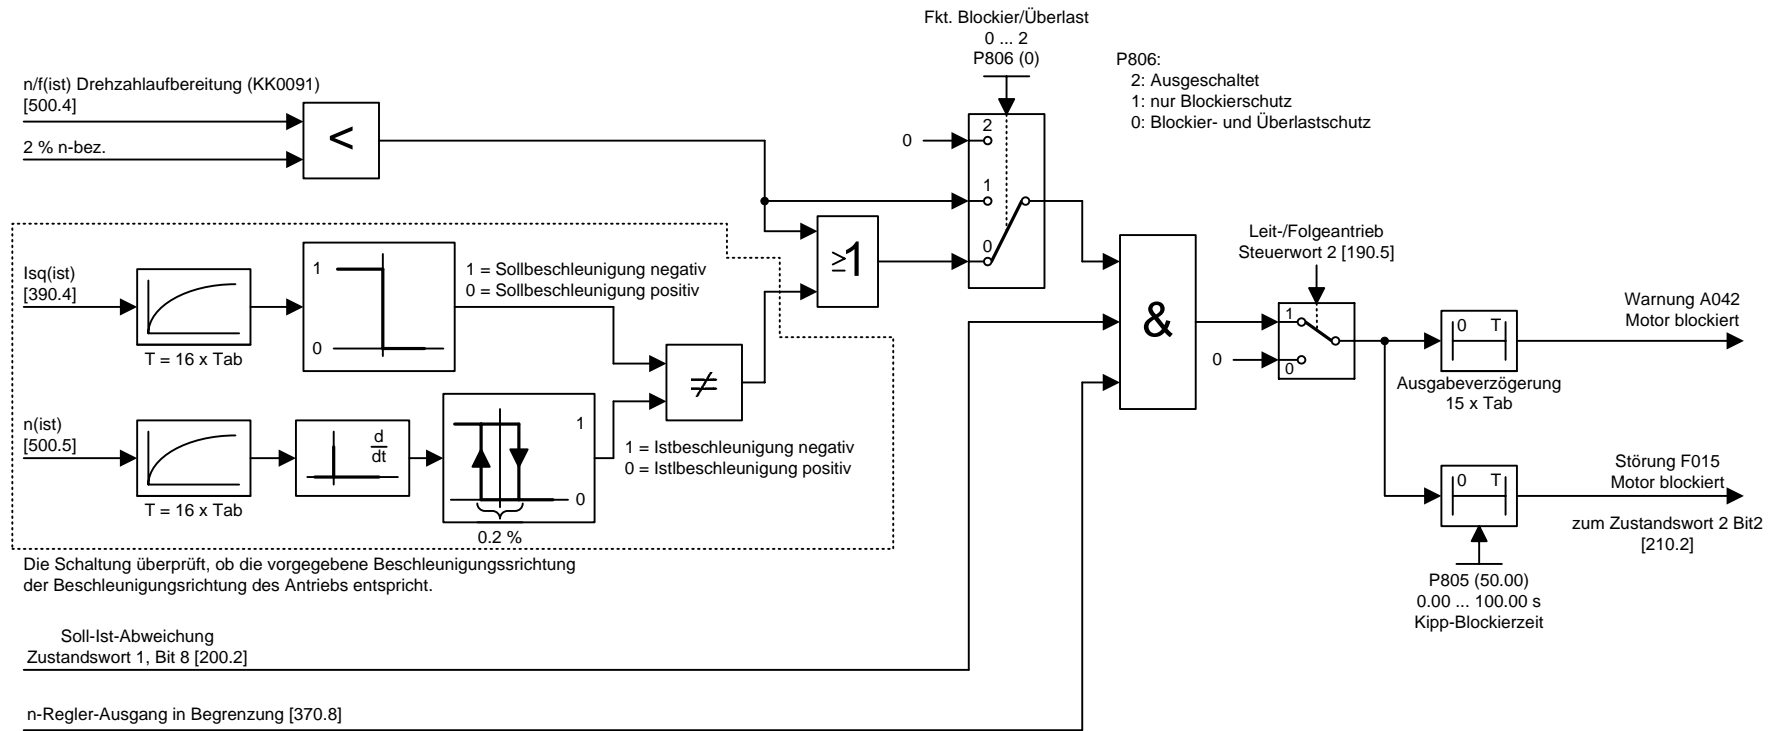 Fkt. Blockier/Überlast
0 ... 2
P806 (0)
P806:
2: Ausgeschaltet
1: nur Blockierschutz
0: Blockier- und Überlastschutz
n/f(ist) Drehzahlaufbereitung (KK0091)
[500.4]
2 % n-bez.
<
0
2
1
0
≥1
Isq(ist)
[390.4]
T = 16 x Tab
1
0
1 = Sollbeschleunigung negativ
0 = Sollbeschleunigung positiv
≠
n(ist)
[500.5]
T = 16 x Tab
d
dt
1
0
0.2 %
1 = Istbeschleunigung negativ
0 = Istlbeschleunigung positiv
Die Schaltung überprüft, ob die vorgegebene Beschleunigungssrichtung
der Beschleunigungsrichtung des Antriebs entspricht.
Soll-Ist-Abweichung
Zustandswort 1, Bit 8 [200.2]
n-Regler-Ausgang in Begrenzung [370.8]
&
Leit-/Folgeantrieb
Steuerwort 2 [190.5]
1
0
0
0 T
Ausgabeverzögerung
15 x Tab
Warnung A042
Motor blockiert
0 T
Störung F015
Motor blockiert
zum Zustandswort 2 Bit2
[210.2]
P805 (50.00)
0.00 ... 100.00 s
Kipp-Blockierzeit